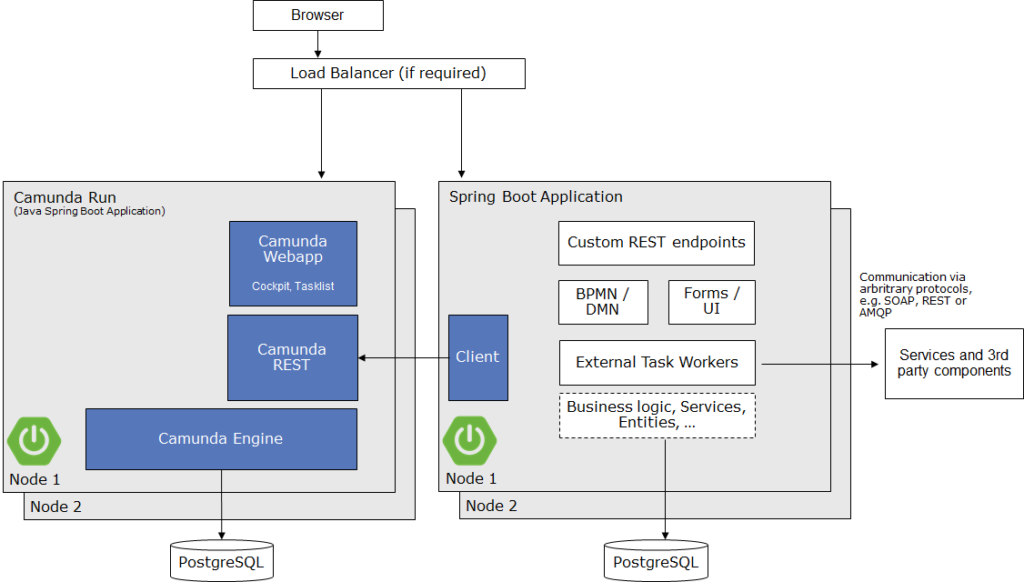 Browser
Load Balancer (if required)
Camunda Run
(Java Spring Boot Application)
Camunda
Webapp
Cockpit, Tasklist
Camunda
REST
Camunda Engine
Node 1
Node 2
PostgreSQL
Spring Boot Application
Custom REST endpoints
BPMN /
DMN
Forms /
UI
Client
External Task Workers
Business logic, Services,
Entities, ...
Node 1
Node 2
PostgreSQL
Communication via
arbritrary protocols,
e.g. SOAP, REST or
AMQP
Services and 3rd
party components